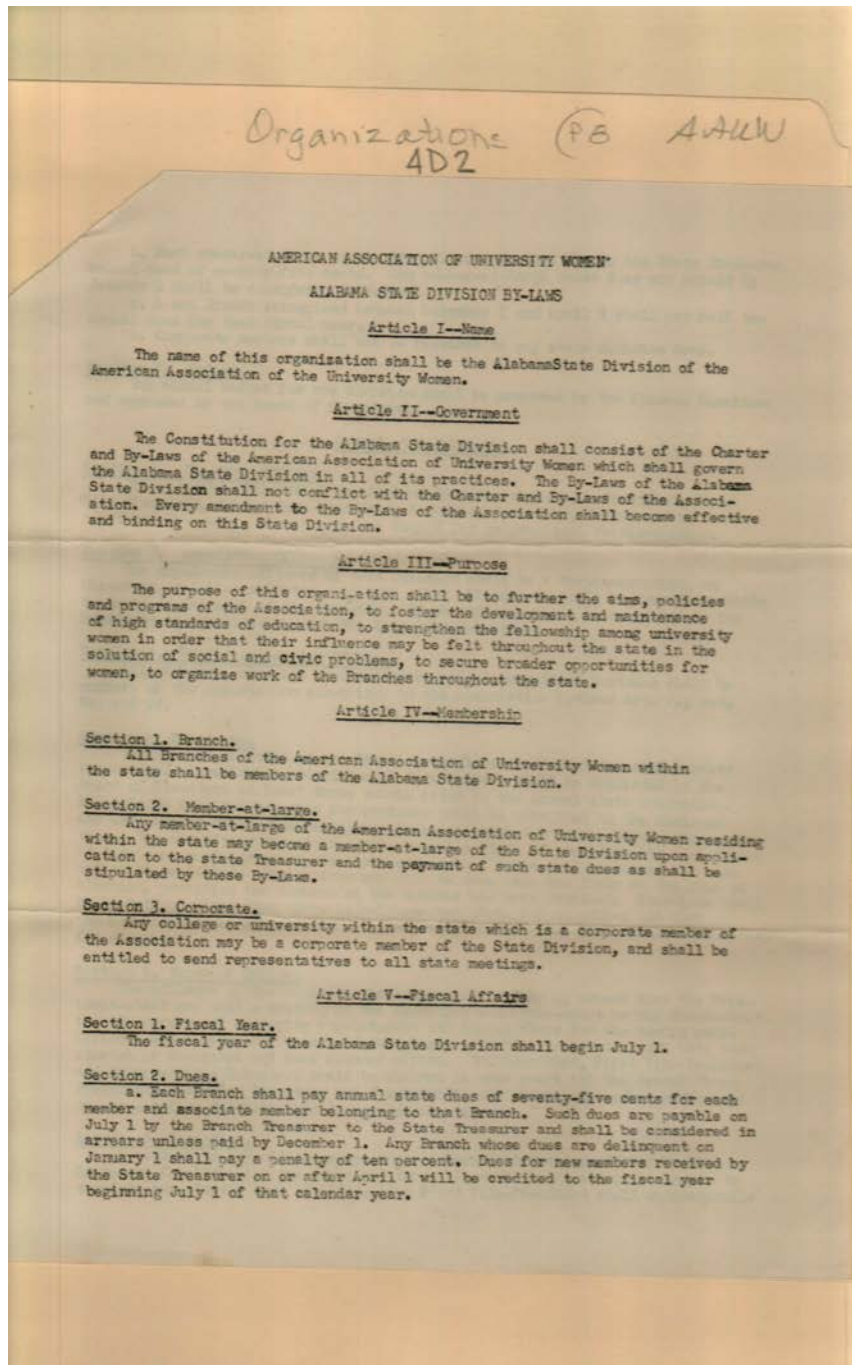 Organizations PB AAUW
4D2
AMERICAN ASSOCIATION OF UNIVERSITY WOMEN
ALABAMA STATE DIVISION BY-LAWS
Article I--Name
The name of this organization shall be the AlabamaState Division of the
American Association of the University Women.
Article II--Government
The Constitution for the Alabama State Division shall consist of the Charter
and By-Laws of the American Association of University Women which shall govern
the Alabama State Division in all of its practices. The By-Laws of the Alabama
State Division shall not conflict with the Charter and By-Laws of the Associ-
ation. Every amendment to the By-Laws of the Association shall become effective
and binding on this State Division.
Article III--Purpose
The purpose of this organi-ation shall be to further the aims, policies
and programs of the Association, to foster the development and maintenance
of high standards of education, to strengthen the fellowship among university
women in order that their influence may be felt throughout the state in the
solution of social and civic problems, to secure broader opportunities for
women, to organize work of the Branches throughout the state.
Article IV--Membership
Section 1. Branch.
All Branches of the American Association of University Women within
the state shall be members of the Alabama State Division.
Section 2. Member-at-large.
Any member-at-large of the American Association of University Women residing
within the state may become a member-at-large of the State Division upon appli-
cation to the state Treasurer and the payment of such state dues as shall be
stipulated by these By-Laws.
Section 3. Corporate.
Any college or university within the state which is a corporate member of
the Association may be a corporate member of the State Division, and shall be
entitled to send representatives to all state meetings.
Article V--Fiscal Affairs
Section 1. Fiscal Year.
The fiscal year of the Alabama State Division shall begin July 1.
Section 2. Dues.
a. Each Branch shall pay annual state dues of seventy-five cents for each
member and associate member belonging to that Branch. Such dues are payable on
July 1 by the Branch Treasurer to the State Treasurer and shall be considered in
arrears unless paid by December 1. Any Branch whose dues are delinquent on
January 1 shall pay a penalty of ten percent. Dues for new members received by
the State Treasurer on or after April 1 will be credited to the fiscal year
beginning July 1 of that calendar year.